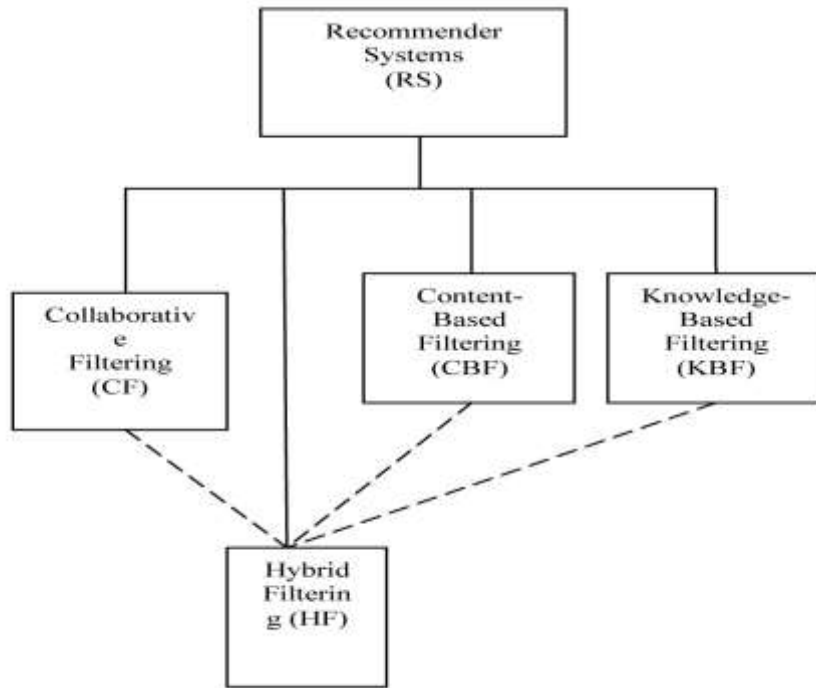 Recommender
Systems
(RS)
Collaborativ
e
Filtering
(CF)
Content-
Based
Filtering
(CBF)
Knowledge-
Based
Filtering
(KBF)
Hybrid
Filterin
g (HF)